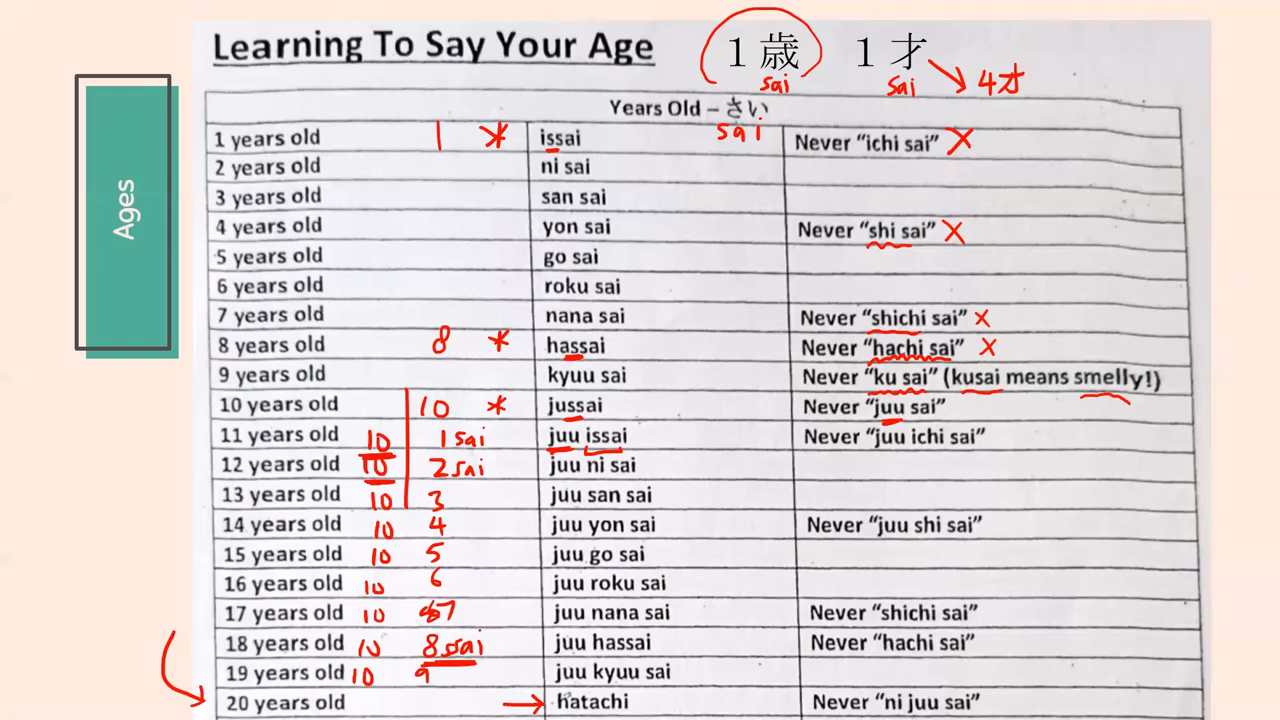 Ages
Learning To Say Your Age 1歳 1才
sai sai 4才
Years Old – さい
sai
1 years old 1 * issai Never “ichi sai” X
2 years old ni sai
3 years old san sai
4 years old yon sai Never “shi sai” X
5 years old go sai
6 years old roku sai
7 years old nana sai Never “shichi sai” X
8 years old 8 * hassai Never “hachi sai” X
9 years old kyuu sai Never “ku sai” (kusai means smelly!)
10 years old 10 * jussai Never “juu sai”
11 years old 10 1 sai juu issai Never “juu ichi sai”
12 years old 10 2 sai juu ni sai
13 years old 10 3 juu san sai
14 years old 10 4 juu yon sai Never “juu shi sai”
15 years old 10 5 juu go sai
16 years old 10 6 juu roku sai
17 years old 10 7 juu nana sai Never “shichi sai”
18 years old 10 8 ssai juu hassai Never “hachi sai”
19 years old 10 9 juu kyuu sai
20 years old hatachi Never “ni juu sai”